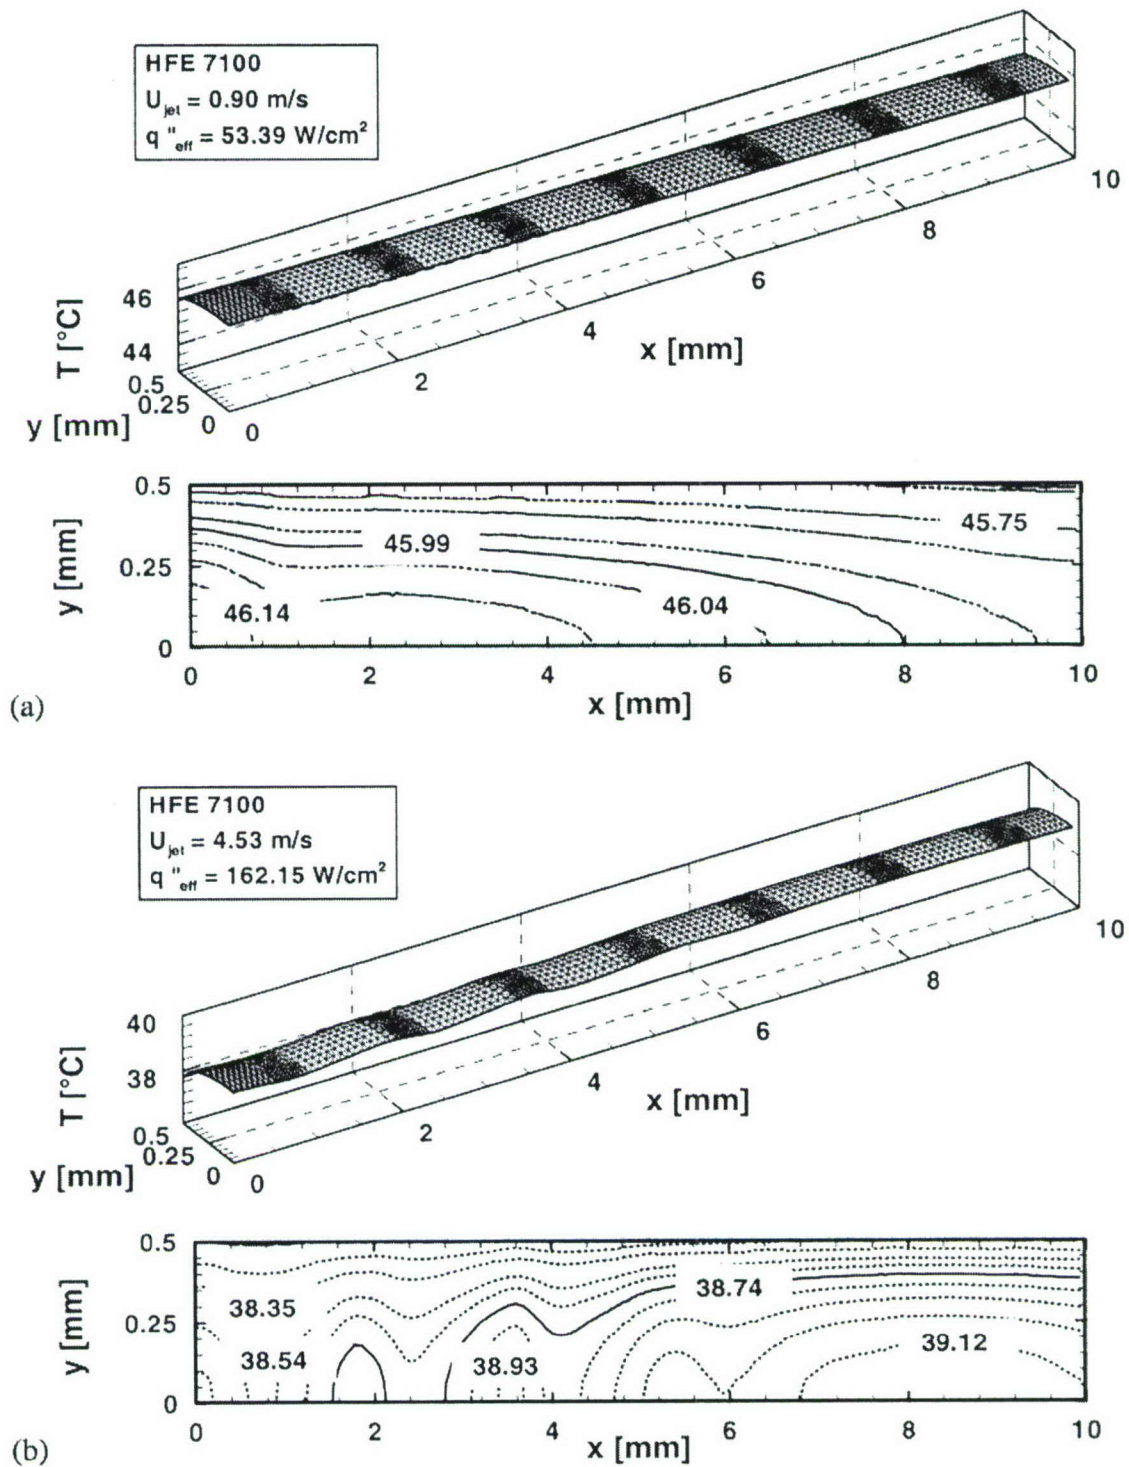 HFE 7100
U_jet = 0.90 m/s
q "_eff = 53.39 W/cm²
10
8
6
4
2
0
x [mm]
46
44
T [°C]
0.5
0.25
0
y [mm]
0.5
0.25
0
y [mm]
45.75
45.99
46.04
46.14
0 2 4 6 8 10
x [mm]
(a)
HFE 7100
U_jet = 4.53 m/s
q "_eff = 162.15 W/cm²
10
8
6
4
2
0
x [mm]
40
38
T [°C]
0.5
0.25
0
y [mm]
0.5
0.25
0
y [mm]
38.74
38.35
39.12
38.54
38.93
0 2 4 6 8 10
x [mm]
(b)